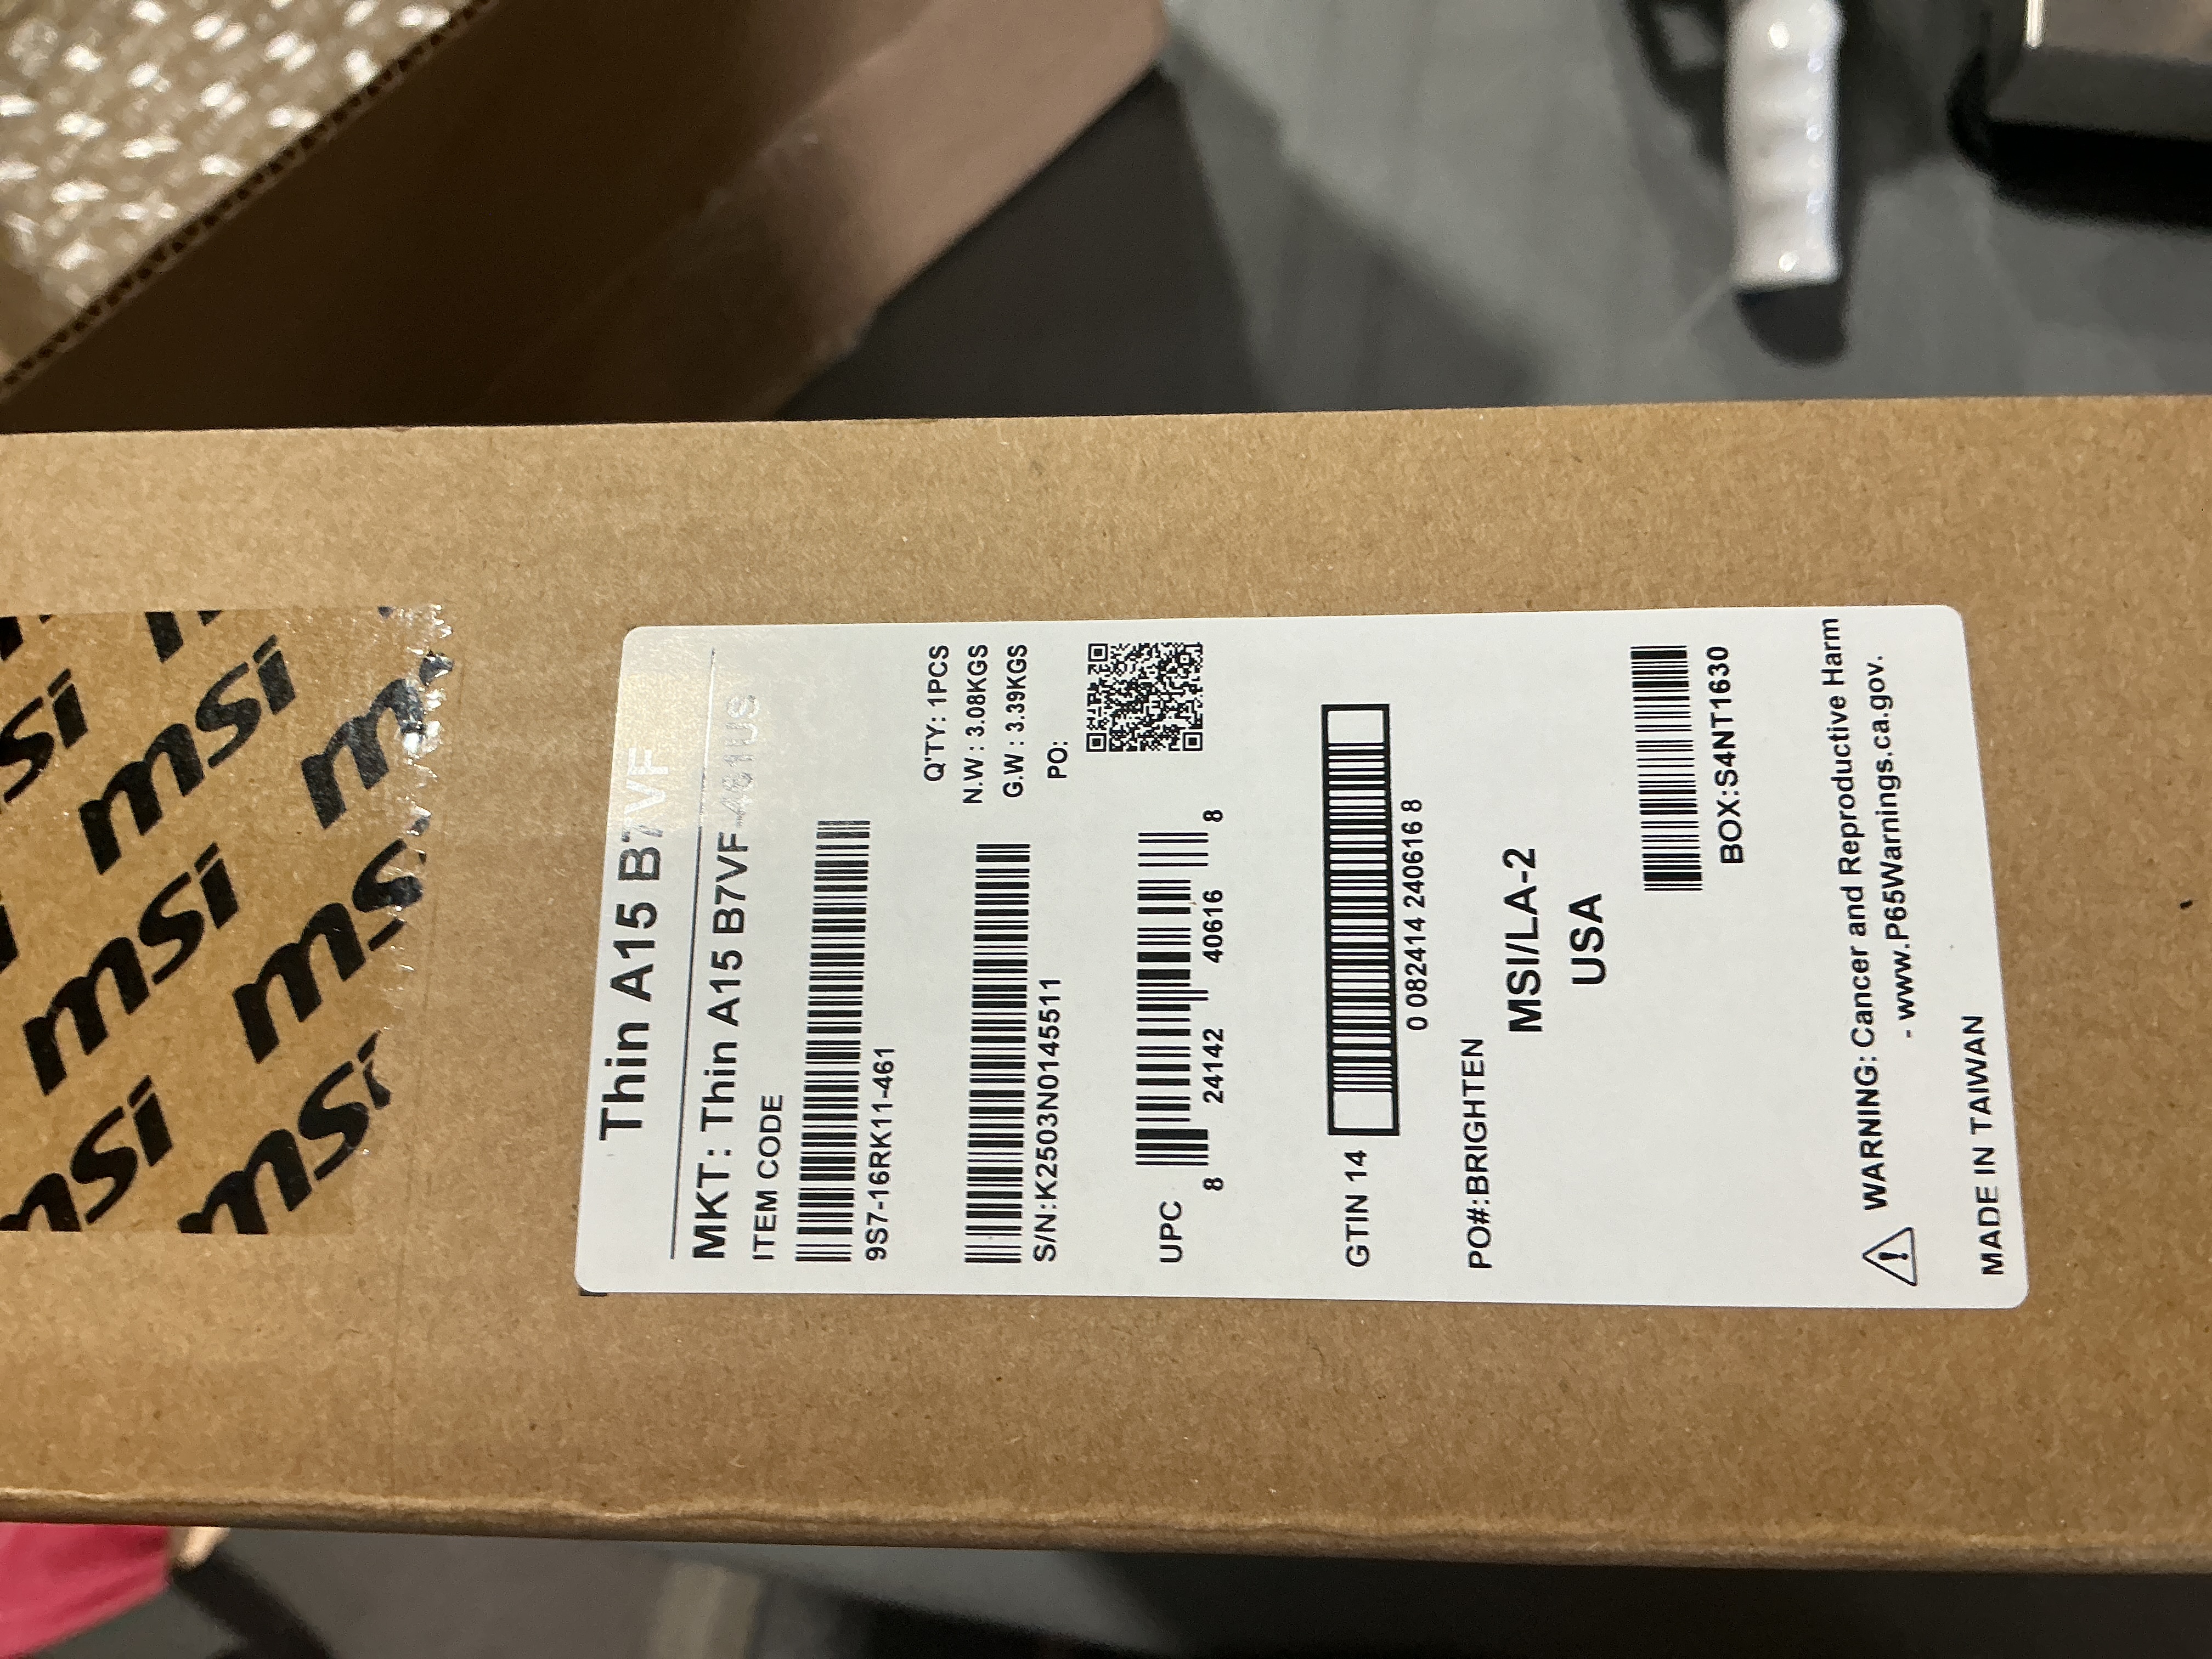 msi
msi
msi
msi
msi
Thin A15 B7VF
MKT: Thin A15 B7VF-461US
ITEM CODE
9S7-16RK11-461
Q'TY: 1PCS
N.W : 3.08KGS
G.W : 3.39KGS
S/N:K2503N0145511
PO:
UPC
8 24142 40616 8
GTIN 14
0 082414 240616 8
PO#:BRIGHTEN
MSI/LA-2
USA
BOX:S4NT1630
WARNING: Cancer and Reproductive Harm
- www.P65Warnings.ca.gov.
MADE IN TAIWAN